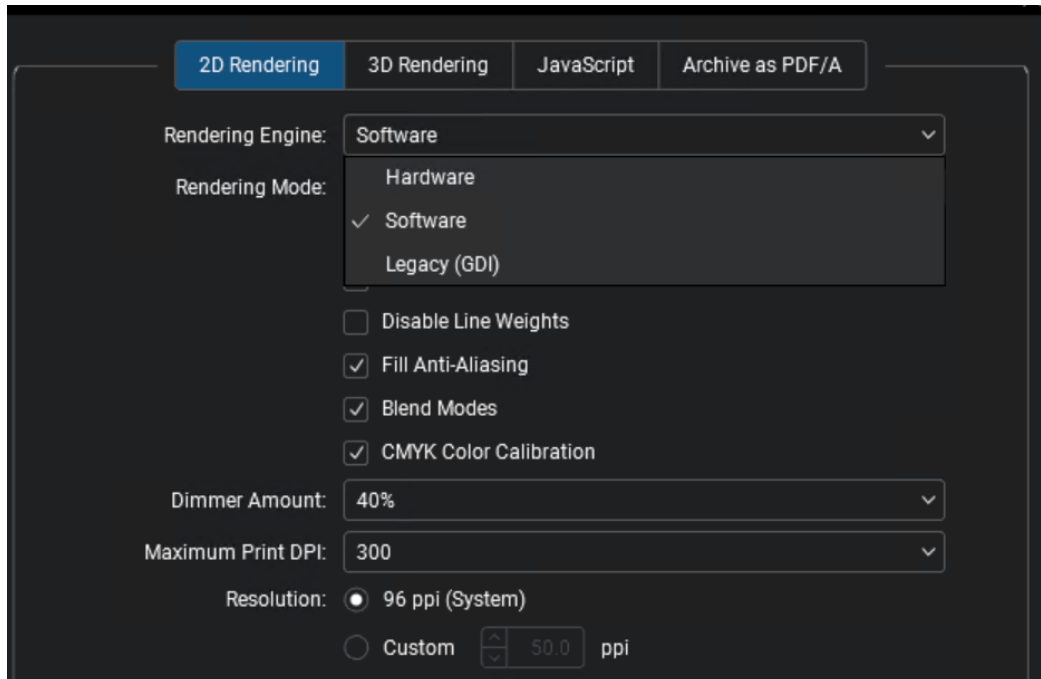 2D Rendering 3D Rendering JavaScript Archive as PDF/A
Rendering Engine: Software
Hardware
Rendering Mode:
Software
Legacy (GDI)
Disable Line Weights
Fill Anti-Aliasing
Blend Modes
CMYK Color Calibration
Dimmer Amount: 40%
Maximum Print DPI: 300
Resolution: 96 ppi (System)
Custom 50.0 ppi